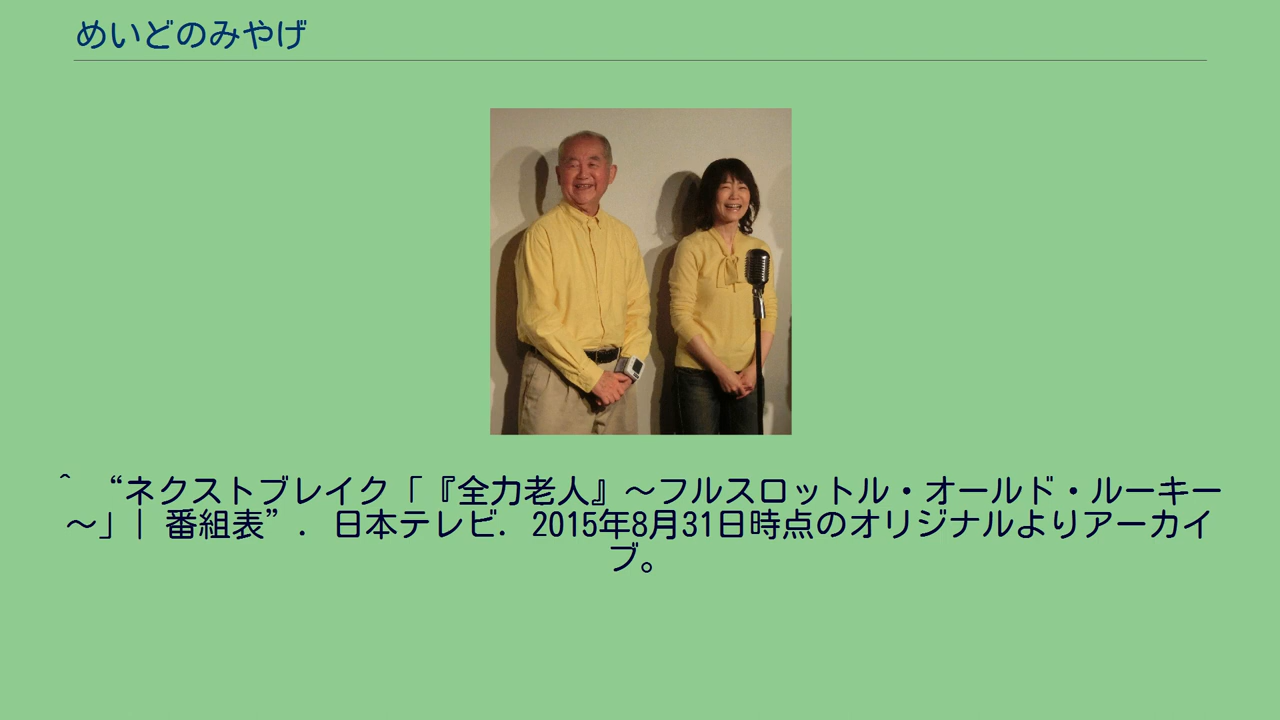 めいどのみやげ
^ “ネクストブレイク「『全力老人』～フルスロットル・オールド・ルーキー
～」| 番組表”. 日本テレビ. 2015年8月31日時点のオリジナルよりアーカイ
ブ。